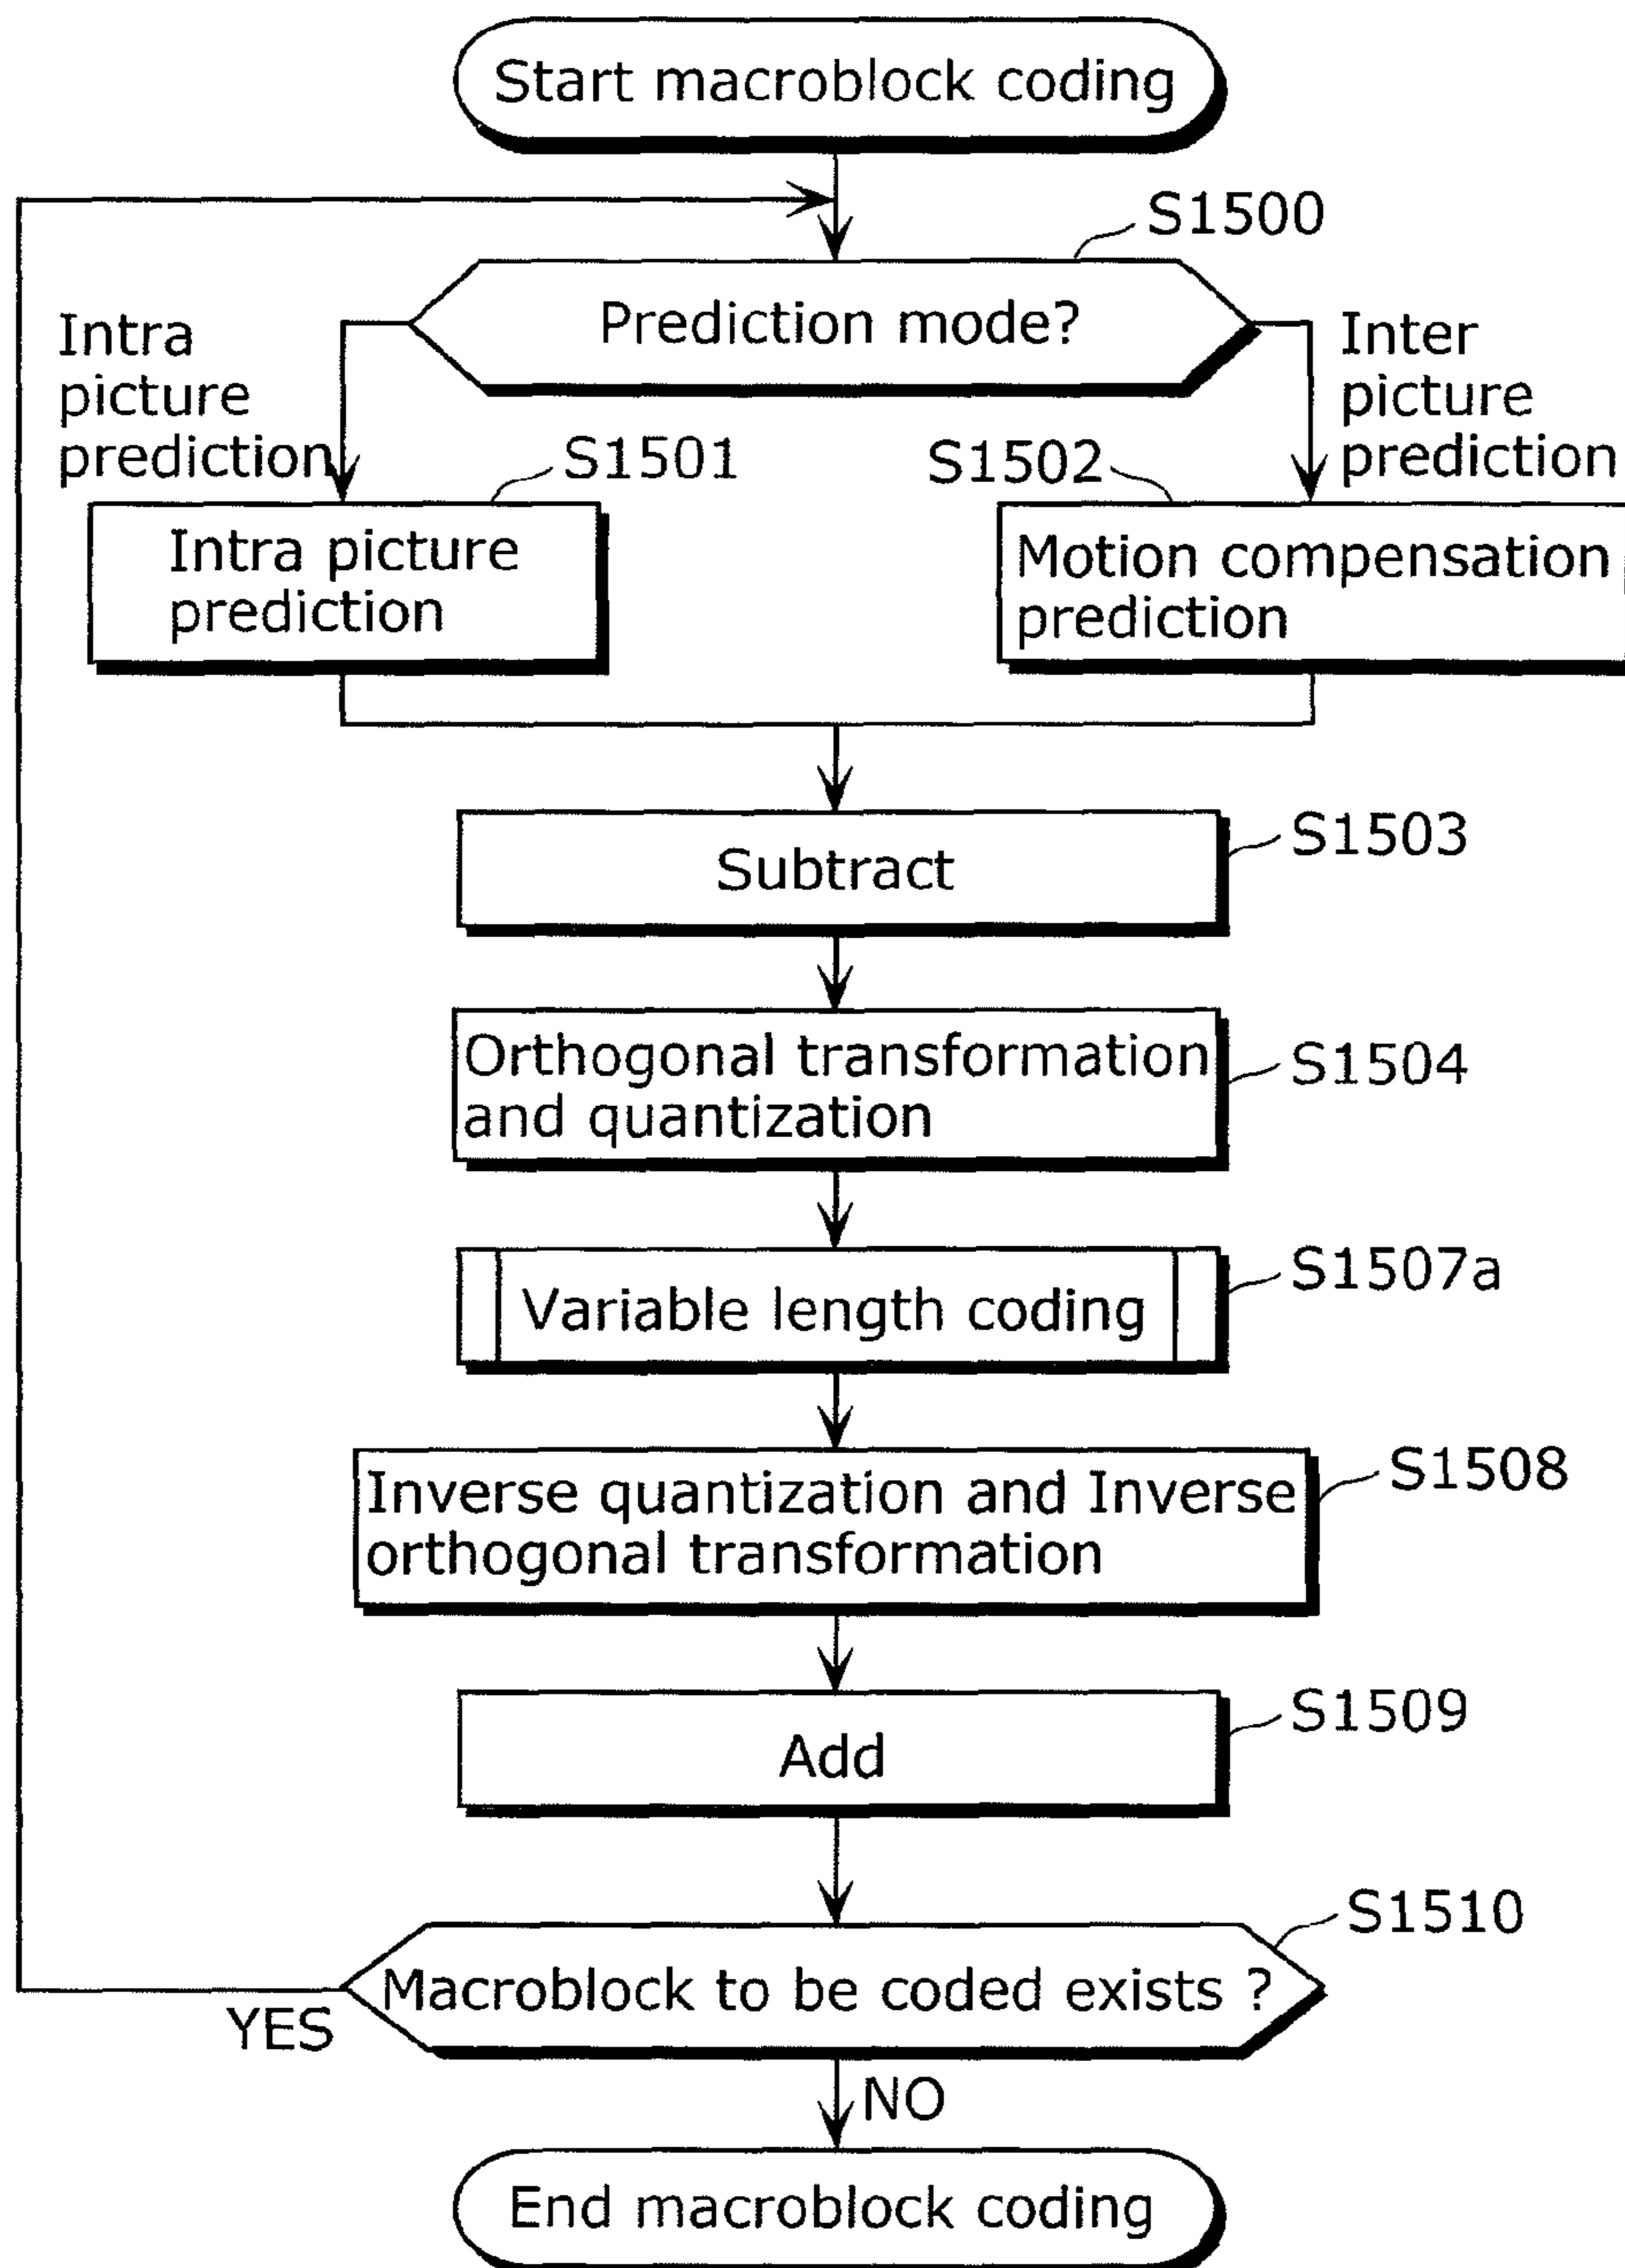 Start macroblock coding
S1500
Prediction mode?
Intra
picture
prediction
Inter
picture
prediction
S1501
S1502
Intra picture
prediction
Motion compensation
prediction
Subtract
S1503
Orthogonal transformation
and quantization
S1504
Variable length coding
S1507a
Inverse quantization and Inverse
orthogonal transformation
S1508
Add
S1509
S1510
Macroblock to be coded exists ?
YES
NO
End macroblock coding